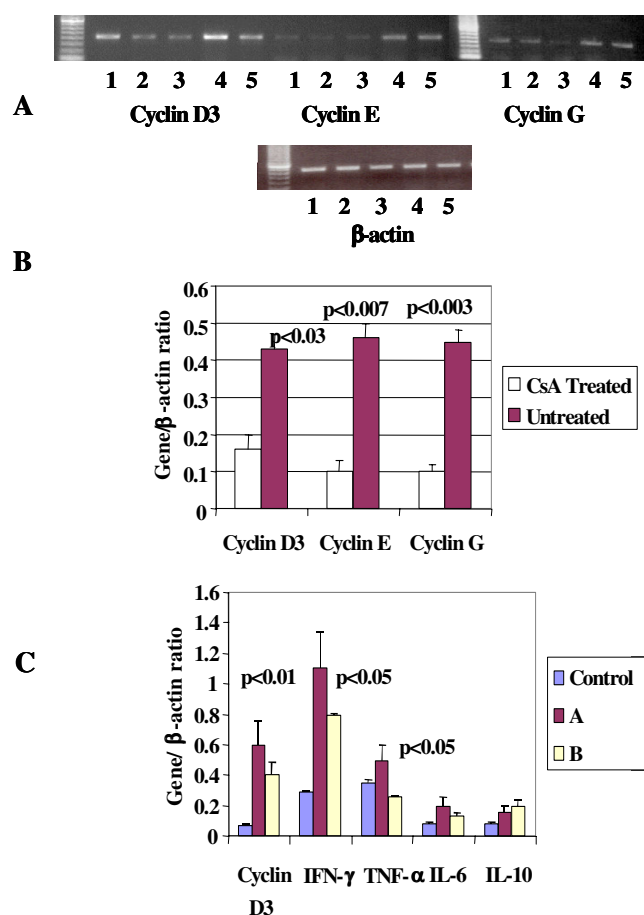 1 2 3 4 5 1 2 3 4 5 1 2 3 4 5
Cyclin D3 Cyclin E Cyclin G
A
1 2 3 4 5
β-actin
B
0.6
0.5
0.4
0.3
0.2
0.1
0
Gene/β-actin ratio
p<0.03
p<0.007
p<0.003
Cyclin D3 Cyclin E Cyclin G
CsA Treated
Untreated
C
1.6
1.4
1.2
1
0.8
0.6
0.4
0.2
0
Gene/ β-actin ratio
p<0.01
p<0.05
p<0.05
Cyclin D3
IFN-γ
TNF-α
IL-6
IL-10
Control
A
B